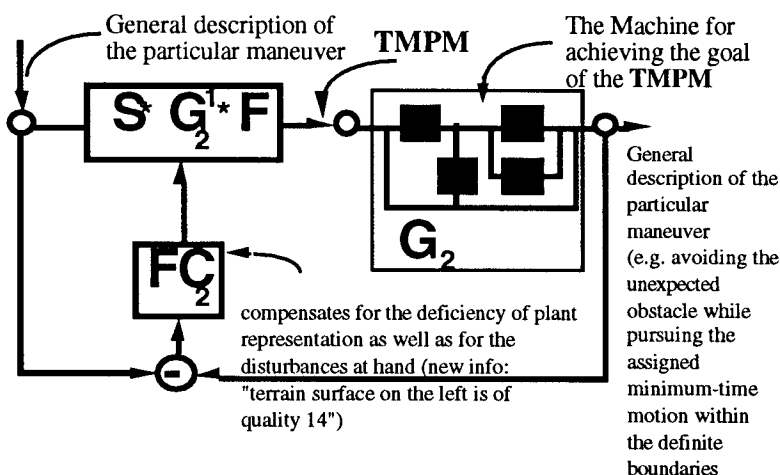 General description of
the particular maneuver
TMPM
The Machine for
achieving the goal
of the TMPM
S* G₂⁻¹* F
G₂
FC₂
-
compensates for the deficiency of plant
representation as well as for the
disturbances at hand (new info:
"terrain surface on the left is of
quality 14")
General
description of the
particular
maneuver
(e.g. avoiding the
unexpected
obstacle while
pursuing the
assigned
minimum-time
motion within
the definite
boundaries